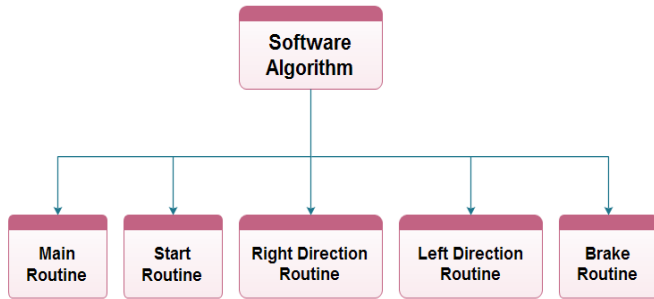 Software
Algorithm
Main
Routine
Start
Routine
Right Direction
Routine
Left Direction
Routine
Brake
Routine